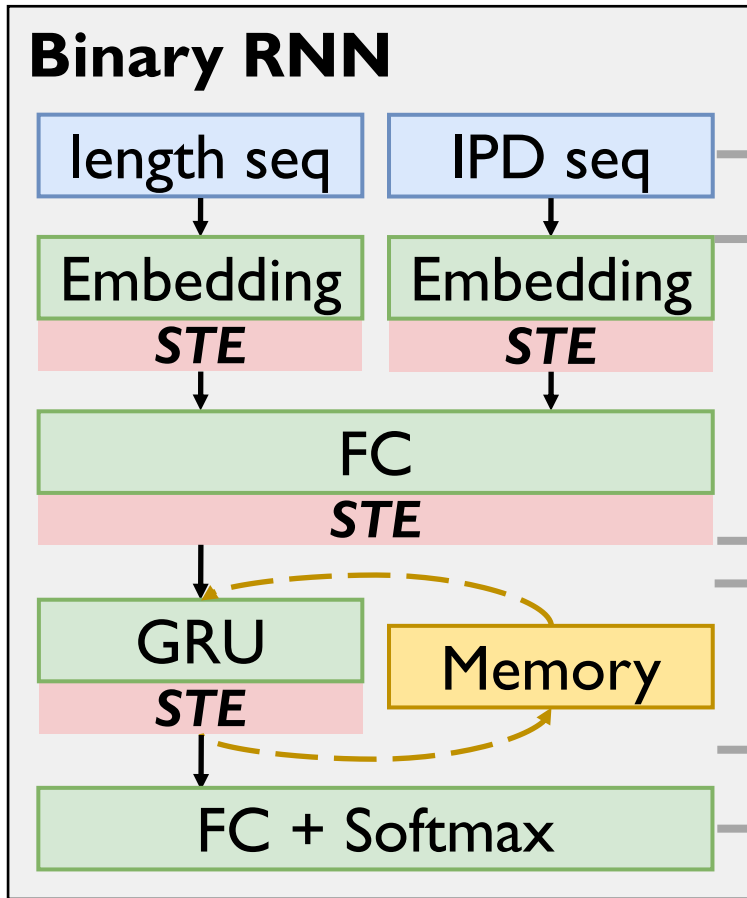 Binary RNN
length seq
IPD seq
Embedding
Embedding
STE
STE
FC
STE
GRU
STE
Memory
FC + Softmax